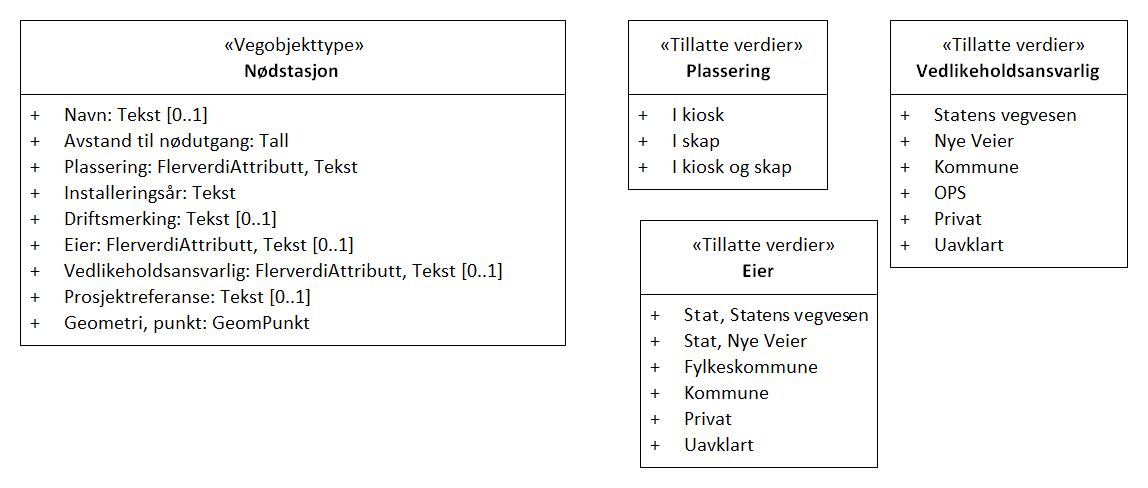 «Vegobjekttype»
Nødstasjon
+ Navn: Tekst [0..1]
+ Avstand til nødutgang: Tall
+ Plassering: FlerverdiAttributt, Tekst
+ Installeringsår: Tekst
+ Driftsmerking: Tekst [0..1]
+ Eier: FlerverdiAttributt, Tekst [0..1]
+ Vedlikeholdsansvarlig: FlerverdiAttributt, Tekst [0..1]
+ Prosjektreferanse: Tekst [0..1]
+ Geometri, punkt: GeomPunkt
«Tillatte verdier»
Plassering
+ I kiosk
+ I skap
+ I kiosk og skap
«Tillatte verdier»
Eier
+ Stat, Statens vegvesen
+ Stat, Nye Veier
+ Fylkeskommune
+ Kommune
+ Privat
+ Uavklart
«Tillatte verdier»
Vedlikeholdsansvarlig
+ Statens vegvesen
+ Nye Veier
+ Kommune
+ OPS
+ Privat
+ Uavklart